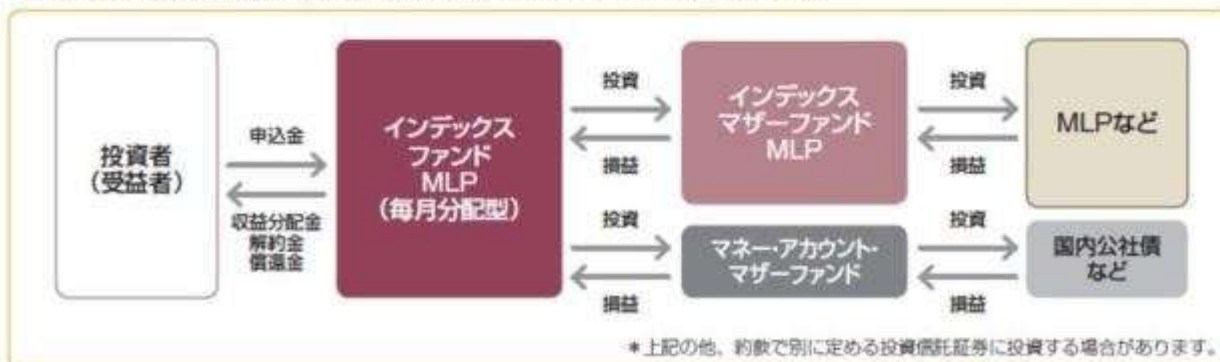 投資者
（受益者）
申込金
収益分配金
解約金
償還金
インデックス
ファンド
MLP
（毎月分配型）
投資
損益
インデックス
マザーファンド
MLP
投資
損益
MLPなど
投資
損益
マネー・アカウント・
マザーファンド
投資
損益
国内公社債
など
＊上記の他、約款で別に定める投資信託証券に投資する場合があります。